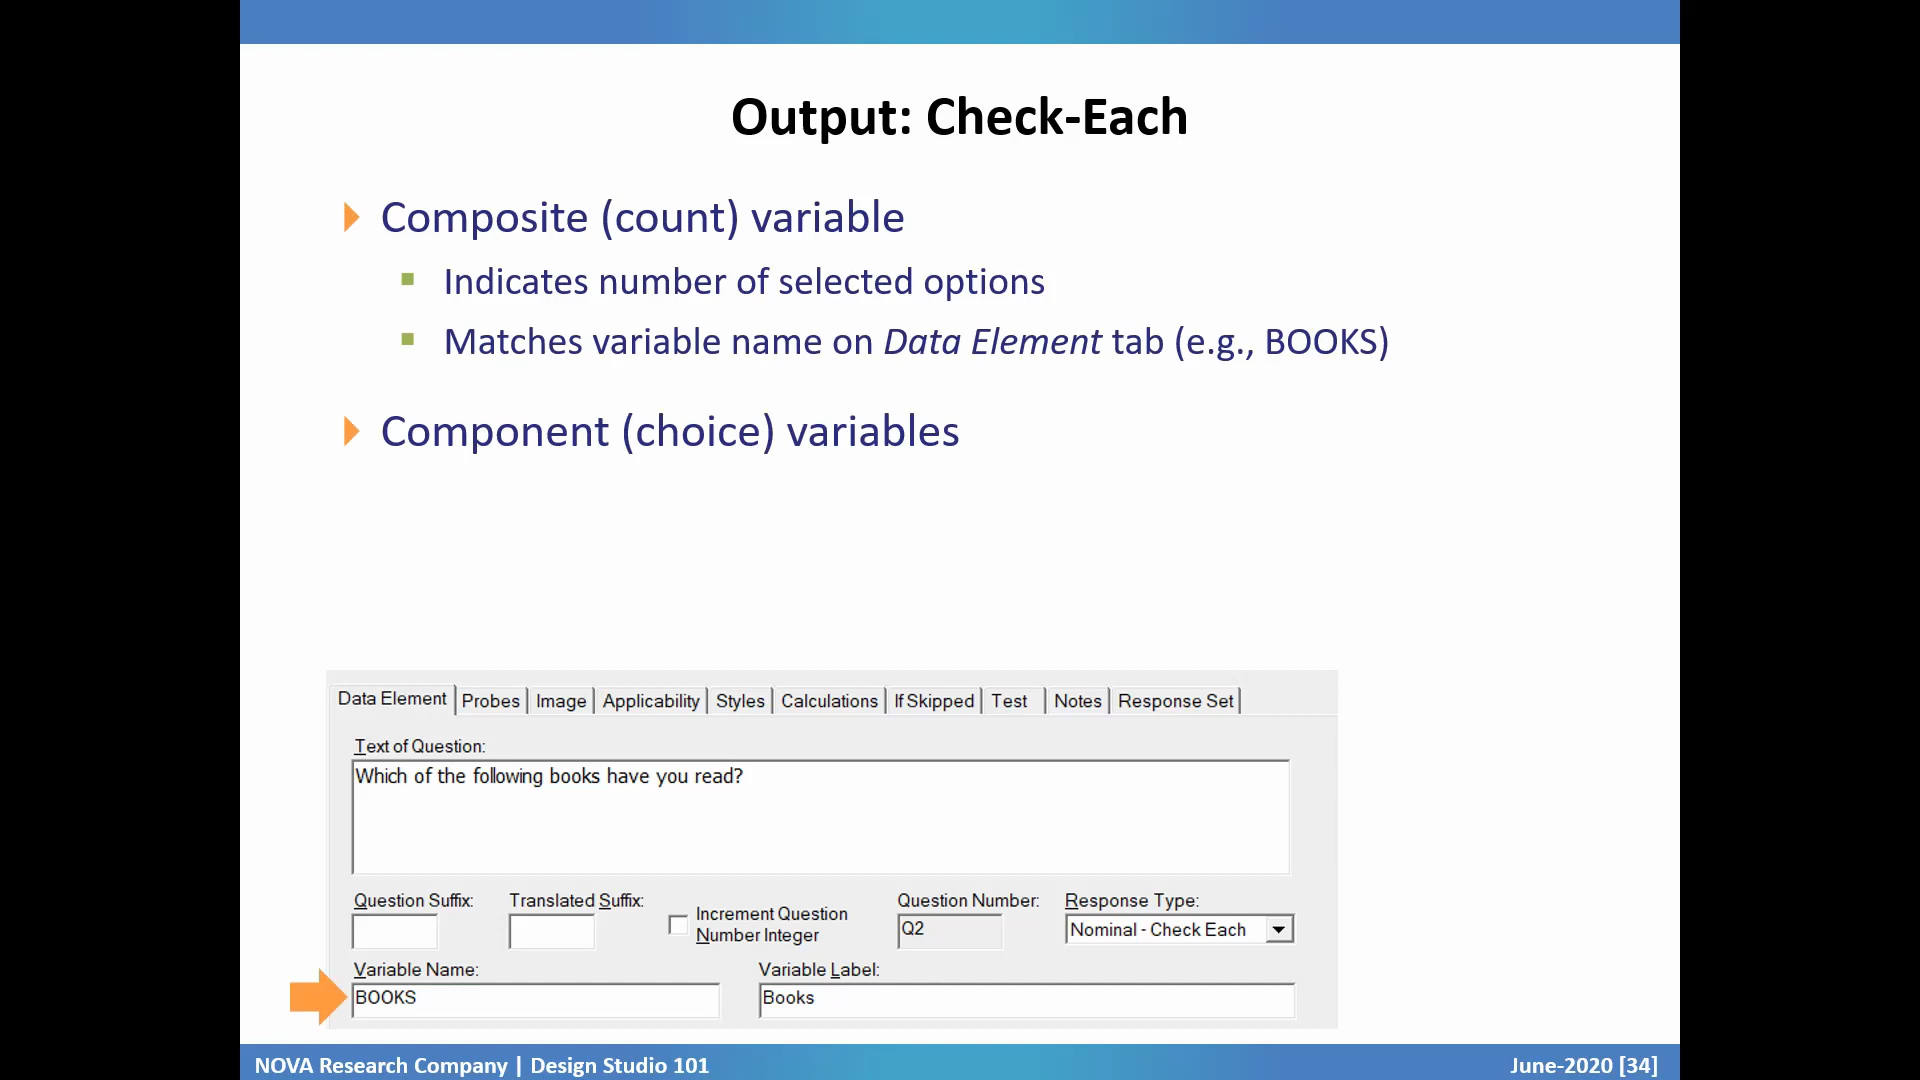 Output: Check-Each
Composite (count) variable
Indicates number of selected options
Matches variable name on Data Element tab (e.g., BOOKS)
Component (choice) variables
Data Element Probes Image Applicability Styles Calculations If Skipped Test Notes Response Set
Text of Question:
Which of the following books have you read?
Question Suffix: Translated Suffix: Increment Question Number Integer Question Number: Response Type:
Q2 Nominal - Check Each
Variable Name: Variable Label:
BOOKS Books
NOVA Research Company | Design Studio 101 June-2020 [34]